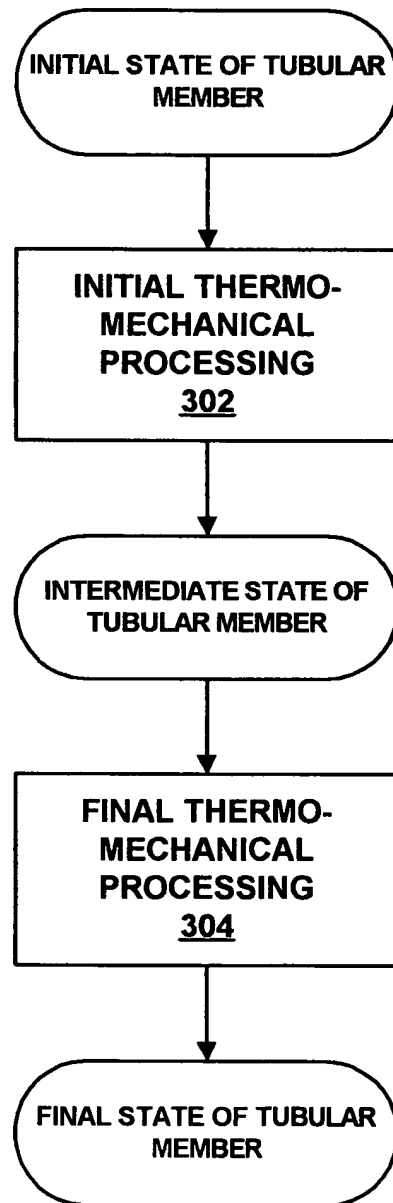 INITIAL STATE OF TUBULAR
MEMBER
INITIAL THERMO-
MECHANICAL
PROCESSING
302
INTERMEDIATE STATE OF
TUBULAR MEMBER
FINAL THERMO-
MECHANICAL
PROCESSING
304
FINAL STATE OF TUBULAR
MEMBER